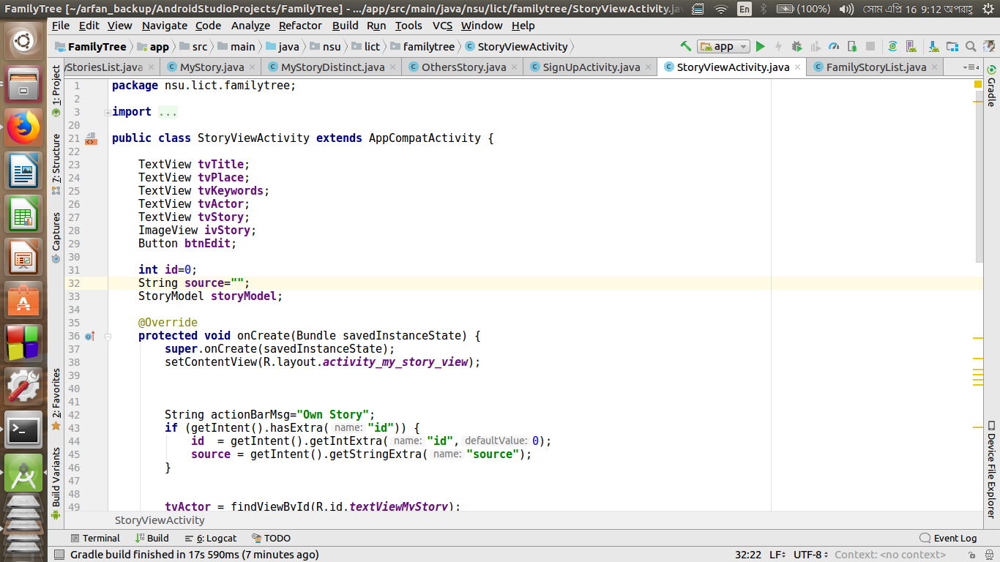 FamilyTree [~/arfan_backup/AndroidStudioProjects/FamilyTree] - .../app/src/main/java/nsu/lict/familytree/StoryViewActivity.java
En (100%) সোম এপ্রি 16 9:12 অপরাহ্ণ
File Edit View Navigate Code Analyze Refactor Build Run Tools VCS Window Help
FamilyTree app src main java nsu lict familytree StoryViewActivity app
yStoriesList.java MyStory.java MyStoryDistinct.java OthersStory.java SignUpActivity.java StoryViewActivity.java FamilyStoryList.java 4
1: Project
7: Structure
Captures
2: Favorites
Build Variants
1 package nsu.lict.familytree;
2
3 import ...
20
21 public class StoryViewActivity extends AppCompatActivity {
22
23 TextView tvTitle;
24 TextView tvPlace;
25 TextView tvKeywords;
26 TextView tvActor;
27 TextView tvStory;
28 ImageView ivStory;
29 Button btnEdit;
30
31 int id=0;
32 String source="";
33 StoryModel storyModel;
34
35 @Override
36 protected void onCreate(Bundle savedInstanceState) {
37 super.onCreate(savedInstanceState);
38 setContentView(R.layout.activity_my_story_view);
39
40
41
42 String actionBarMsg="Own Story";
43 if (getIntent().hasExtra( name: "id")) {
44 id  = getIntent().getIntExtra( name: "id", defaultValue: 0);
45 source = getIntent().getStringExtra( name: "source");
46 }
47
48
49 tvActor = findViewById(R.id.textViewMyStory);
Gradle
Device File Explorer
StoryViewActivity
Terminal Build 6: Logcat TODO Event Log
Gradle build finished in 17s 590ms (7 minutes ago) 32:22 LF UTF-8 Context: <no context>